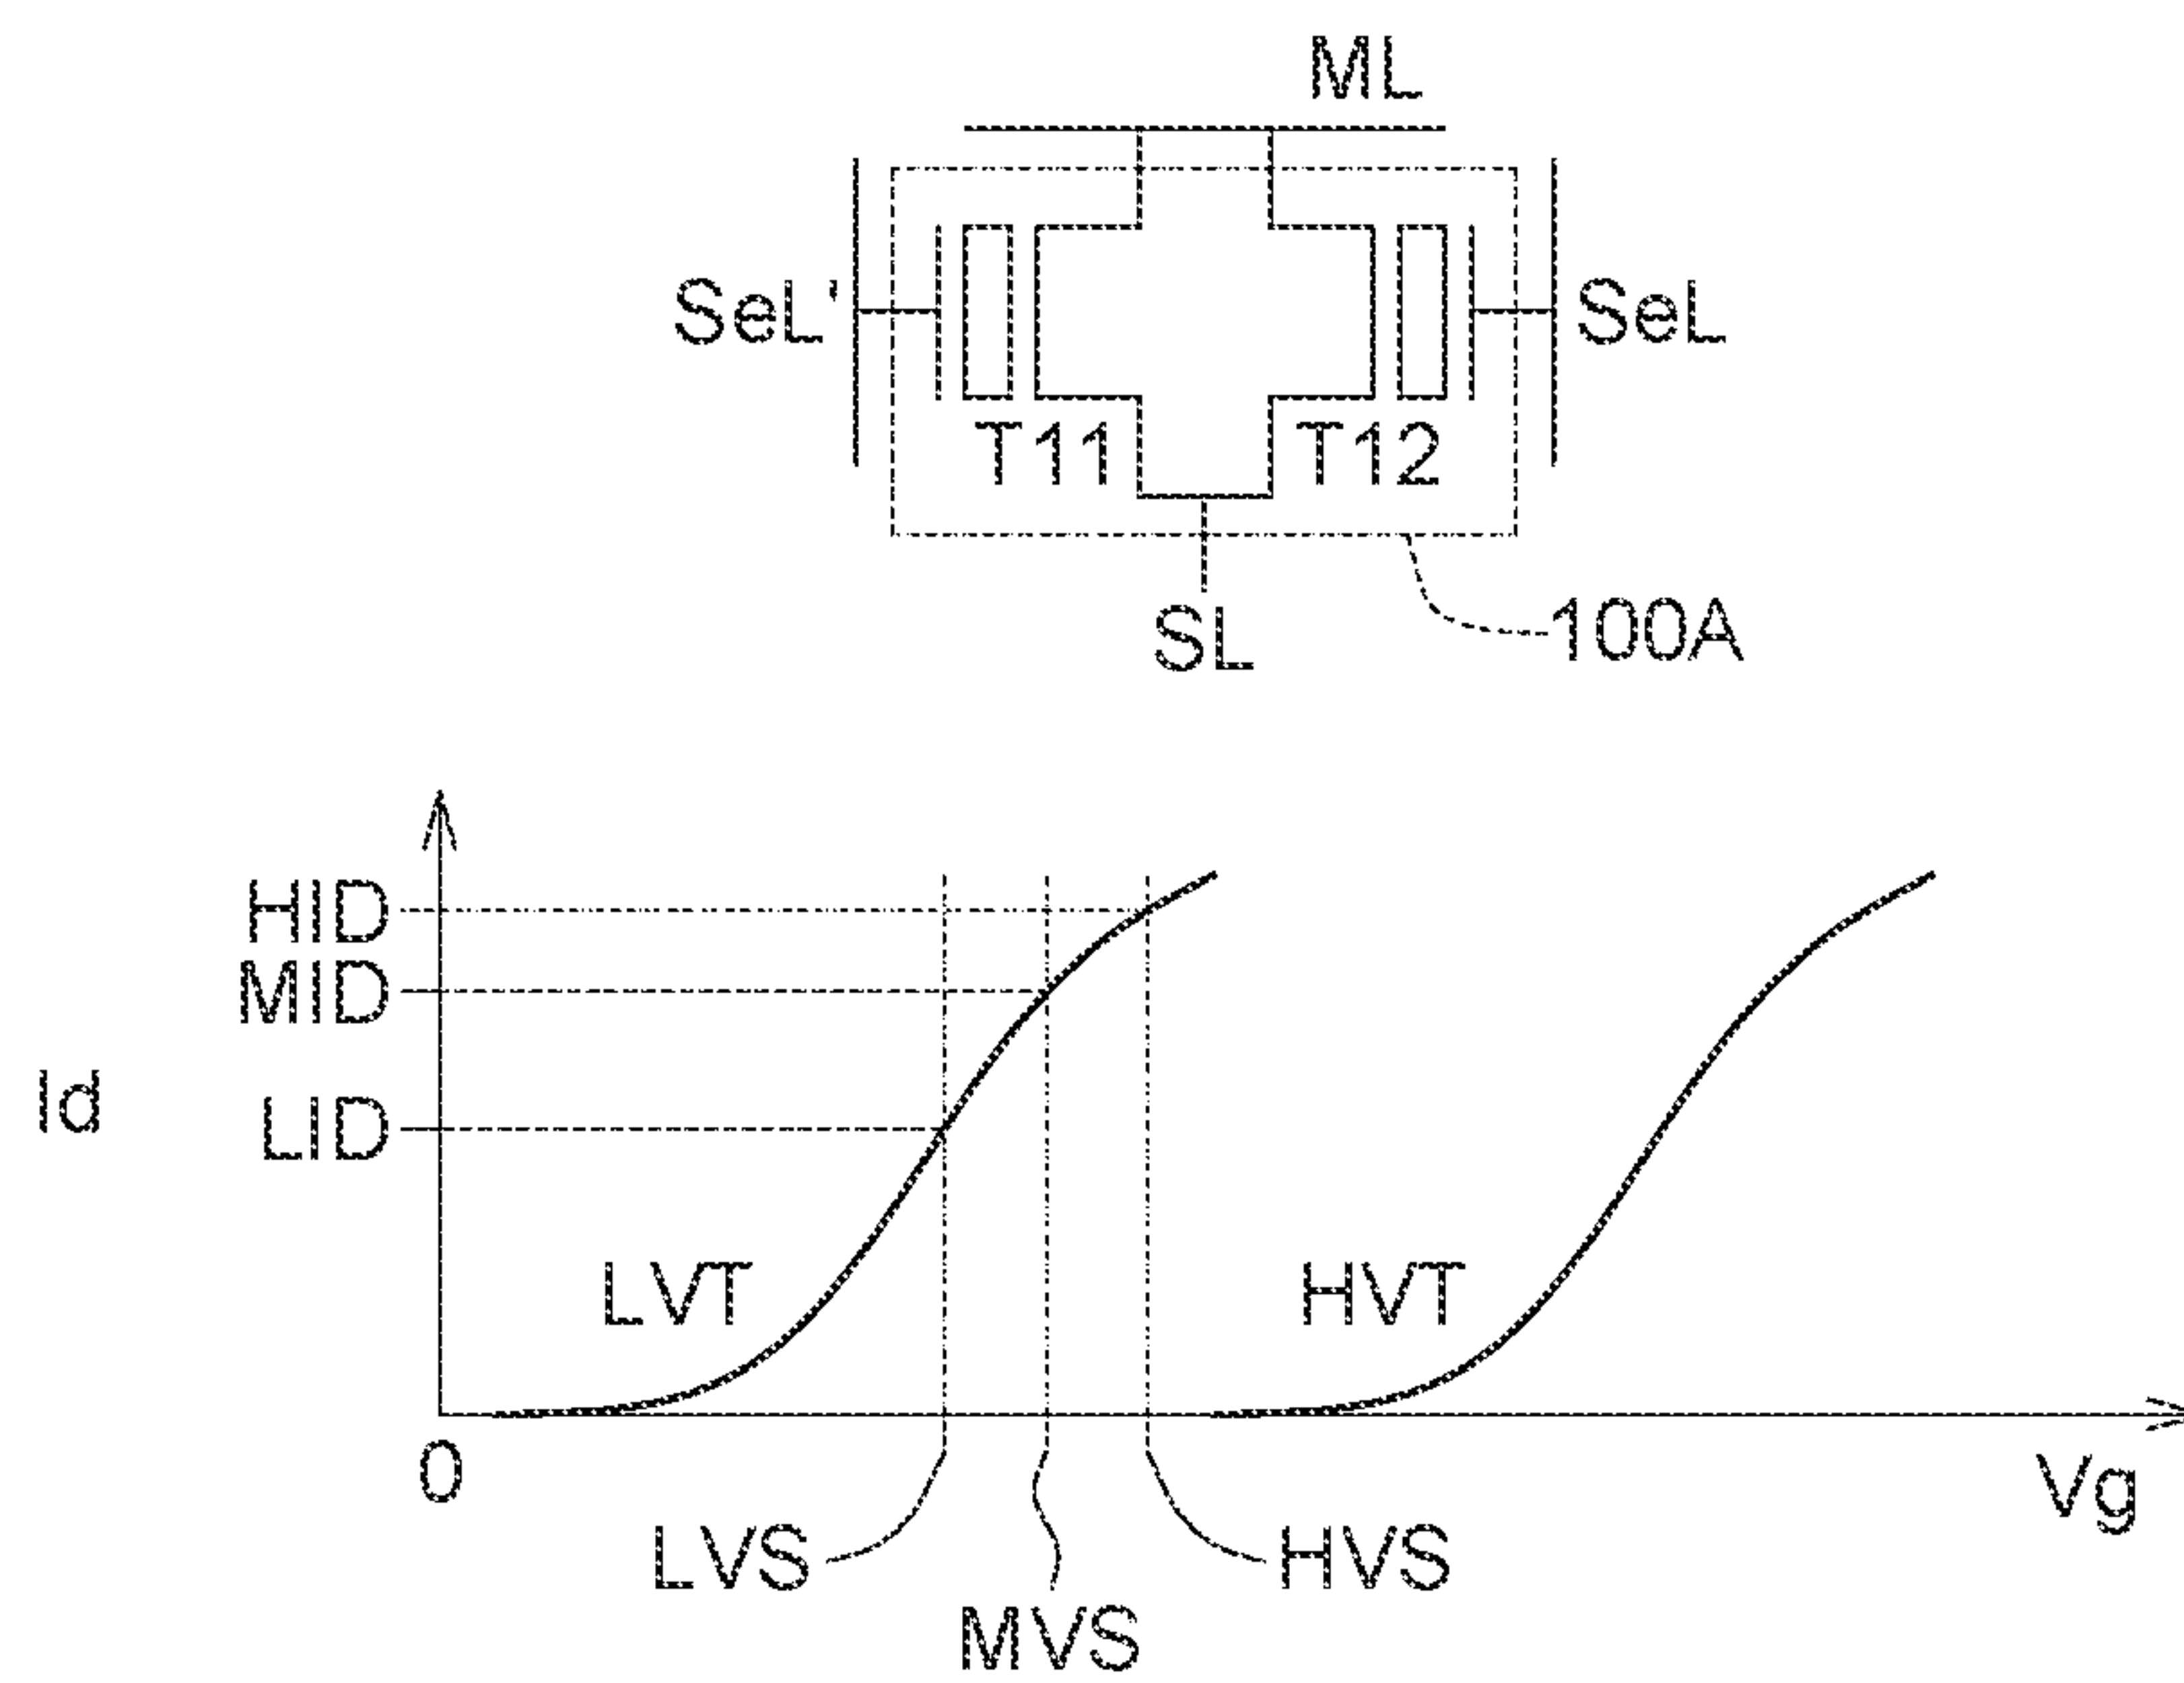 ML
SeL' SeL
T11 T12
SL 100A
HID
MID
Id LID
LVT HVT
0 Vg
LVS HVS
MVS